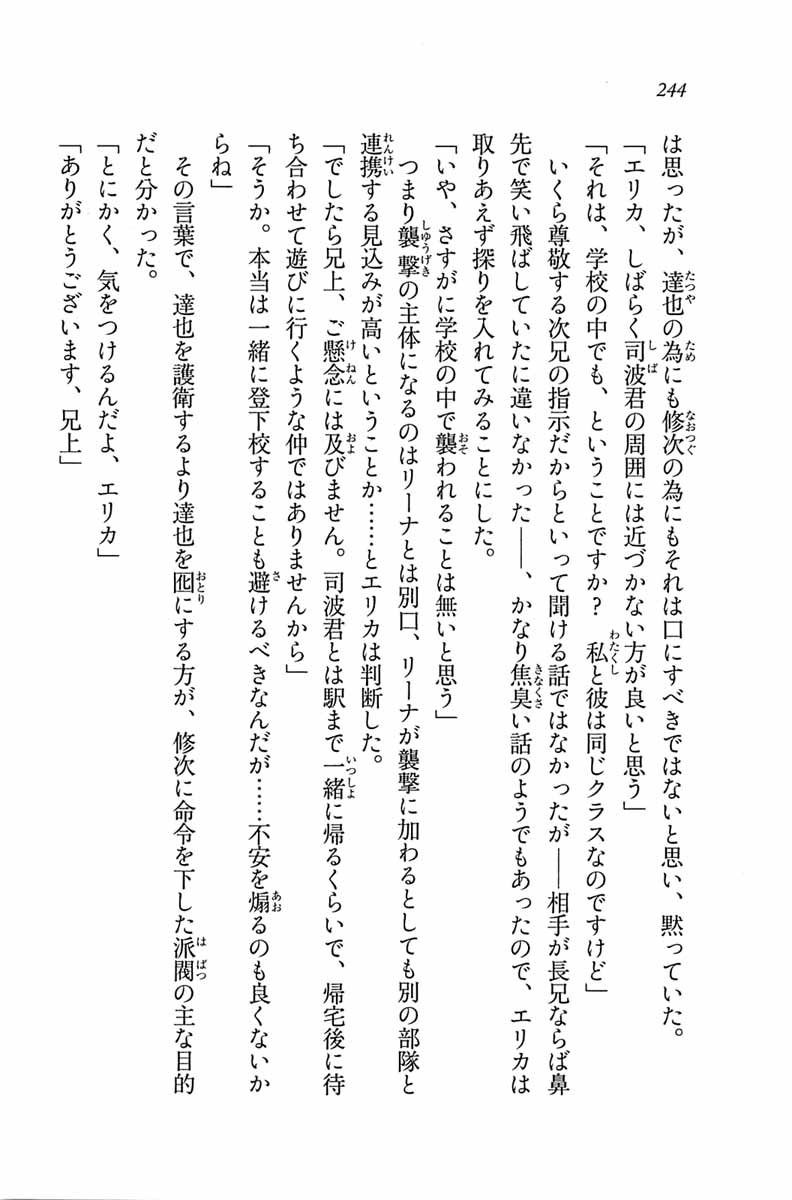 244
は思ったが、達也の為にも修次の為にもそれは口にすべきではないと思い、黙っていた。
「エリカ、しばらく司波君の周囲には近づかない方が良いと思う」
「それは、学校の中でも、ということですか？　私と彼は同じクラスなのですけど」
　いくら尊敬する次兄の指示だからといって聞ける話ではなかったが――相手が長兄ならば鼻
先で笑い飛ばしていたに違いなかった――、かなり焦臭い話のようでもあったので、エリカは
取りあえず探りを入れてみることにした。
「いや、さすがに学校の中で襲われることは無いと思う」
　つまり襲撃の主体になるのはリーナとは別口、リーナが襲撃に加わるとしても別の部隊と
連携する見込みが高いということか……とエリカは判断した。
「でしたら兄上、ご懸念には及びません。司波君とは駅まで一緒に帰るくらいで、帰宅後に待
ち合わせて遊びに行くような仲ではありませんから」
「そうか。本当は一緒に登下校することも避けるべきなんだが……不安を煽るのも良くないか
らね」
　その言葉で、達也を護衛するより達也を囮にする方が、修次に命令を下した派閥の主な目的
だと分かった。
「とにかく、気をつけるんだよ、エリカ」
「ありがとうございます、兄上」